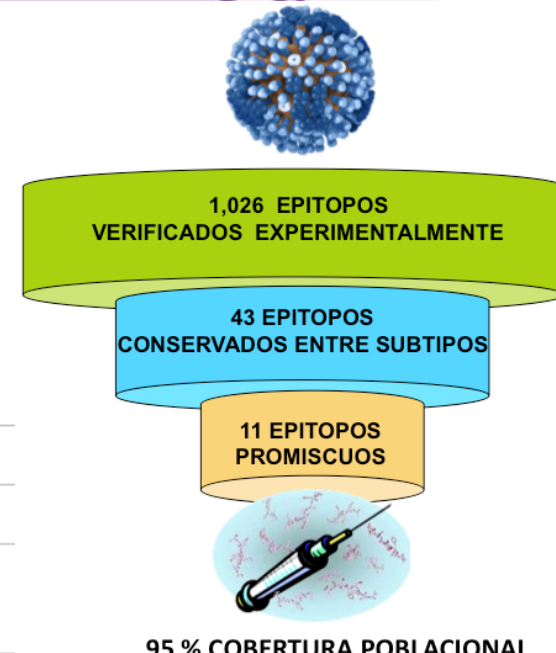 1,026 EPITOPOS
VERIFICADOS EXPERIMENTALMENTE
43 EPITOPOS
CONSERVADOS ENTRE SUBTIPOS
11 EPITOPOS
PROMISCUOS
95 % COBERTURA POBLACIONAL